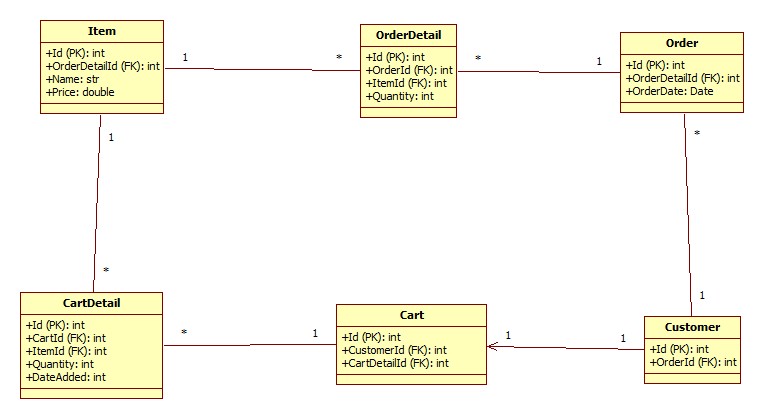 Item
+Id (PK): int
+OrderDetailId (FK): int
+Name: str
+Price: double
1
*
OrderDetail
+Id (PK): int
+OrderId (FK): int
+ItemId (FK): int
+Quantity: int
*
1
Order
+Id (PK): int
+OrderDetailId (FK): int
+OrderDate: Date
1
*
*
1
CartDetail
+Id (PK): int
+CartId (FK): int
+ItemId (FK): int
+Quantity: int
+DateAdded: int
*
1
Cart
+Id (PK): int
+CustomerId (FK): int
+CartDetailId (FK): int
1
1
Customer
+Id (PK): int
+OrderId (FK): int